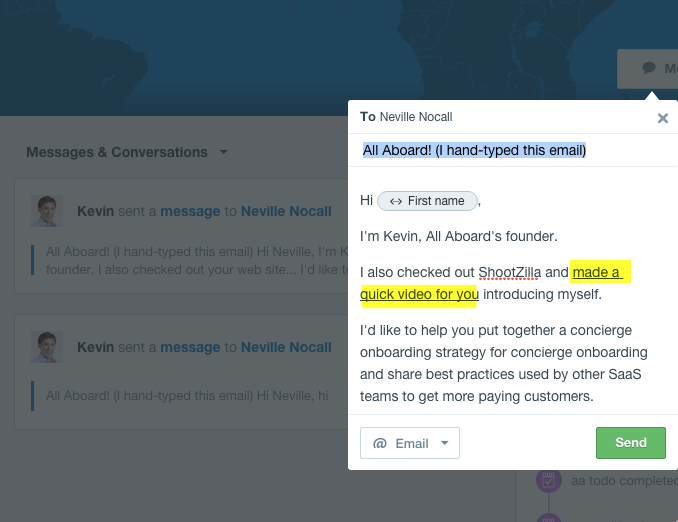 M
To Neville Nocall
All Aboard! (I hand-typed this email)
Hi First name,
I'm Kevin, All Aboard's founder.
I also checked out ShootZilla and made a
quick video for you introducing myself.
I'd like to help you put together a concierge
onboarding strategy for concierge onboarding
and share best practices used by other SaaS
teams to get more paying customers.
@ Email
Send
Messages & Conversations
Kevin sent a message to Neville Nocall
All Aboard! (I hand-typed this email) Hi Neville, I'm K
founder. I also checked out your web site... I'd like to
Kevin sent a message to Neville Nocall
All Aboard! (I hand-typed this email) Hi Neville, hi
aa todo completed